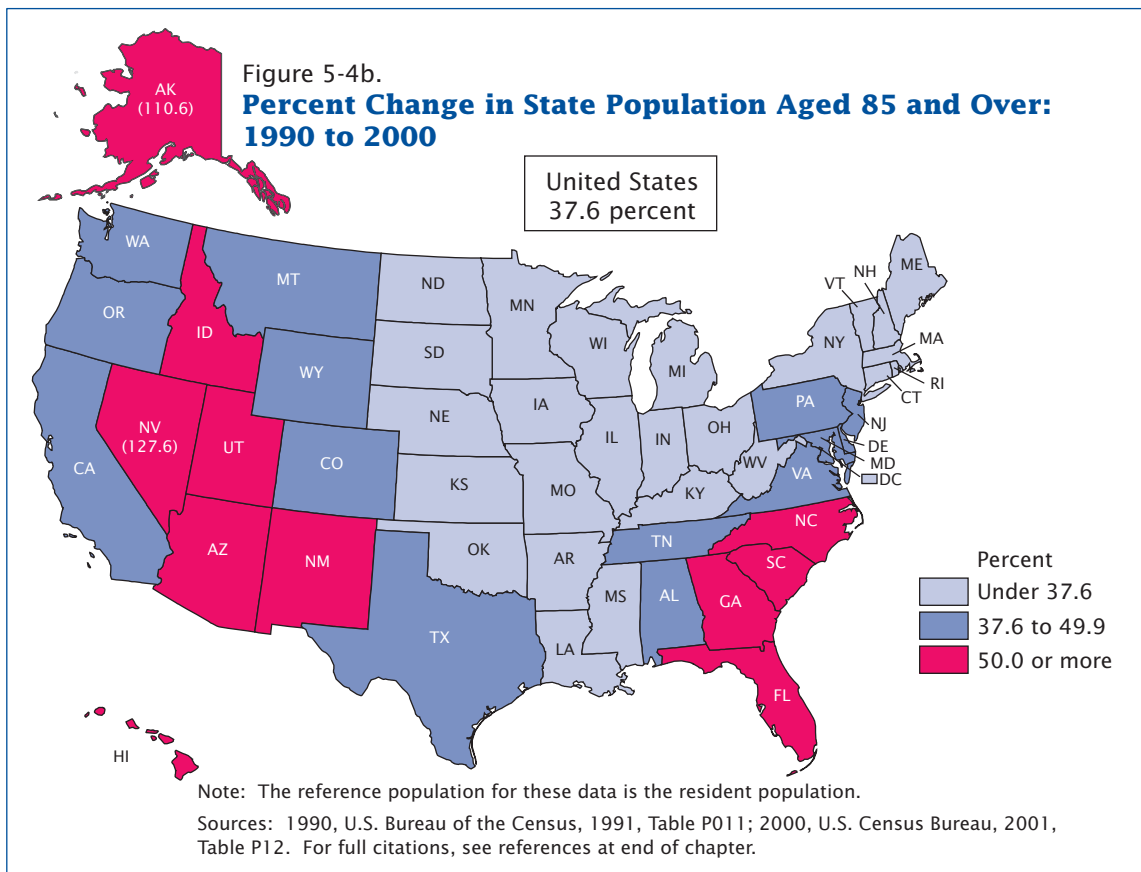 Figure 5-4b.
Percent Change in State Population Aged 85 and Over:
1990 to 2000
United States
37.6 percent
AK
(110.6)
WA
MT
ND
MN
VT
NH
ME
OR
ID
SD
WI
MI
NY
MA
RI
CT
WY
NE
IA
PA
NJ
NV
(127.6)
UT
CO
IL
IN
OH
DE
MD
DC
CA
KS
MO
WV
VA
KY
AZ
NM
OK
AR
TN
NC
SC
TX
LA
MS
AL
GA
FL
HI
Percent
Under 37.6
37.6 to 49.9
50.0 or more
Note: The reference population for these data is the resident population.
Sources: 1990, U.S. Bureau of the Census, 1991, Table P011; 2000, U.S. Census Bureau, 2001,
Table P12. For full citations, see references at end of chapter.